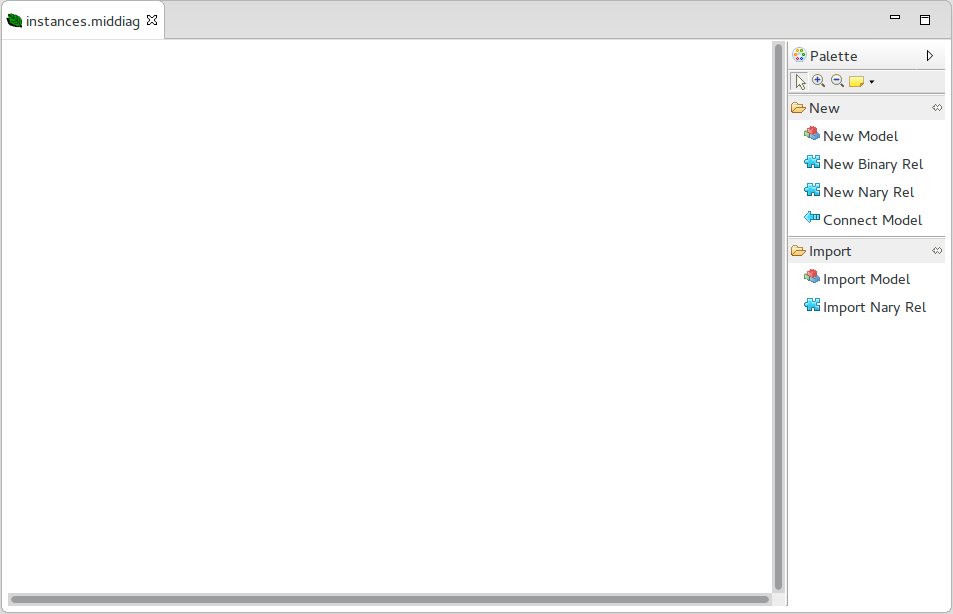 instances.middiag
Palette
New
New Model
New Binary Rel
New Nary Rel
Connect Model
Import
Import Model
Import Nary Rel